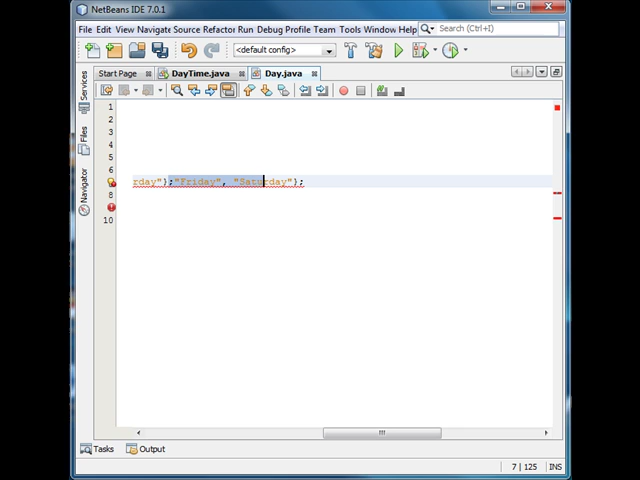 NetBeans IDE 7.0.1
File Edit View Navigate Source Refactor Run Debug Profile Team Tools Window Help
Search (Ctrl+I)
<default config>
Start Page
DayTime.java
Day.java
Services
Files
Navigator
1
2
3
4
5
6
rday"};"Friday", "Saturday"};
8
10
Tasks
Output
7 | 125
INS